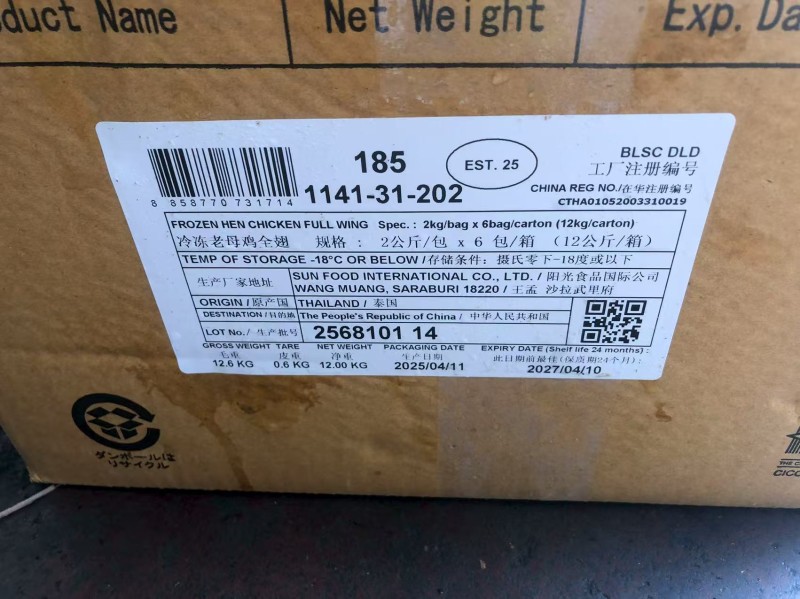 duct Name
Net Weight
Exp. Da
8 858770 731714
185
1141-31-202
EST. 25
BLSC DLD
工厂注册编号
CHINA REG NO./在华注册编号
CTHA01052003310019
FROZEN HEN CHICKEN FULL WING Spec. : 2kg/bag x 6bag/carton (12kg/carton)
冷冻老母鸡全翅 规格 : 2公斤/包 x 6 包/箱 (12公斤/箱)
TEMP OF STORAGE -18°C OR BELOW / 存储条件: 摄氏零下-18度或以下
生产厂家地址
SUN FOOD INTERNATIONAL CO., LTD. / 阳光食品国际公司
WANG MUANG, SARABURI 18220 / 王孟 沙拉武里府
ORIGIN / 原产国 THAILAND / 泰国
DESTINATION / 目的地 The People's Republic of China / 中华人民共和国
LOT No. / 生产批号 2568101 14
GROSS WEIGHT TARE NET WEIGHT PACKAGING DATE EXPIRY DATE (Shelf life 24 months) :
毛重 皮重 净重 生产日期 此日期前最佳 (保质期24个月) :
12.6 KG 0.6 KG 12.00 KG 2025/04/11 2027/04/10
ダンボールは
リサイクル
THE C
CICC